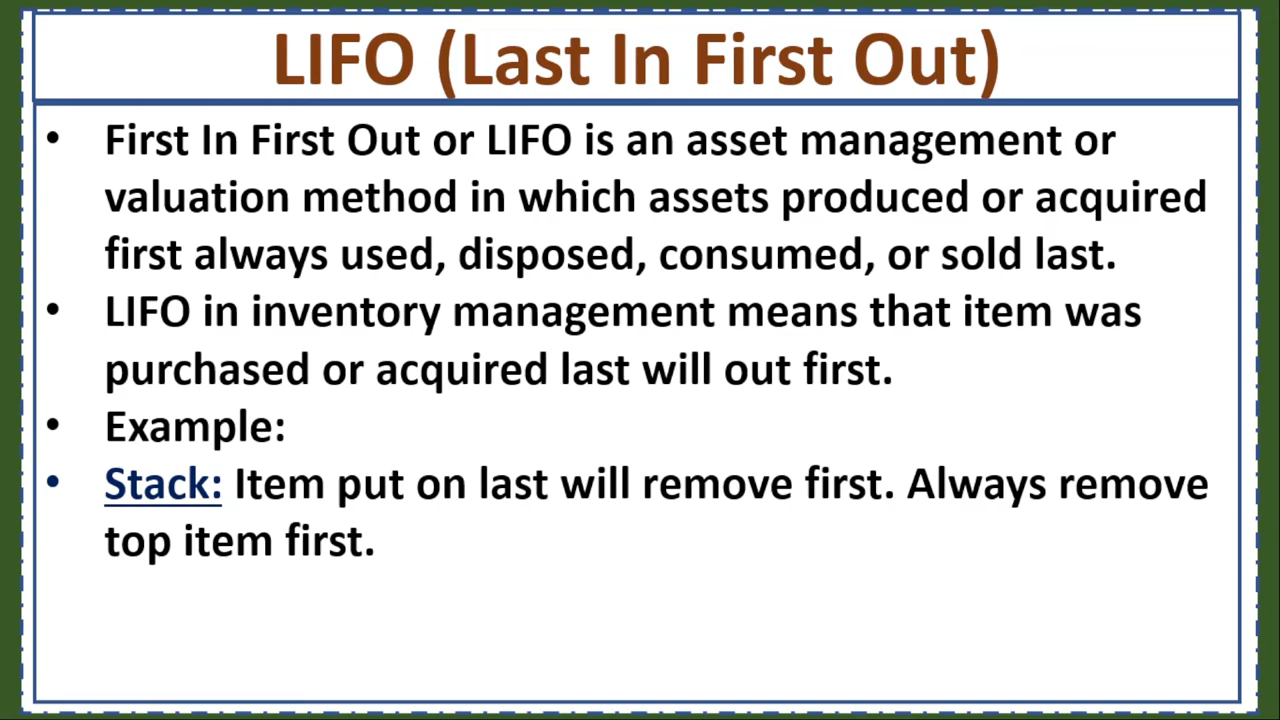 LIFO (Last In First Out)
• First In First Out or LIFO is an asset management or
valuation method in which assets produced or acquired
first always used, disposed, consumed, or sold last.
• LIFO in inventory management means that item was
purchased or acquired last will out first.
• Example:
• Stack: Item put on last will remove first. Always remove
top item first.